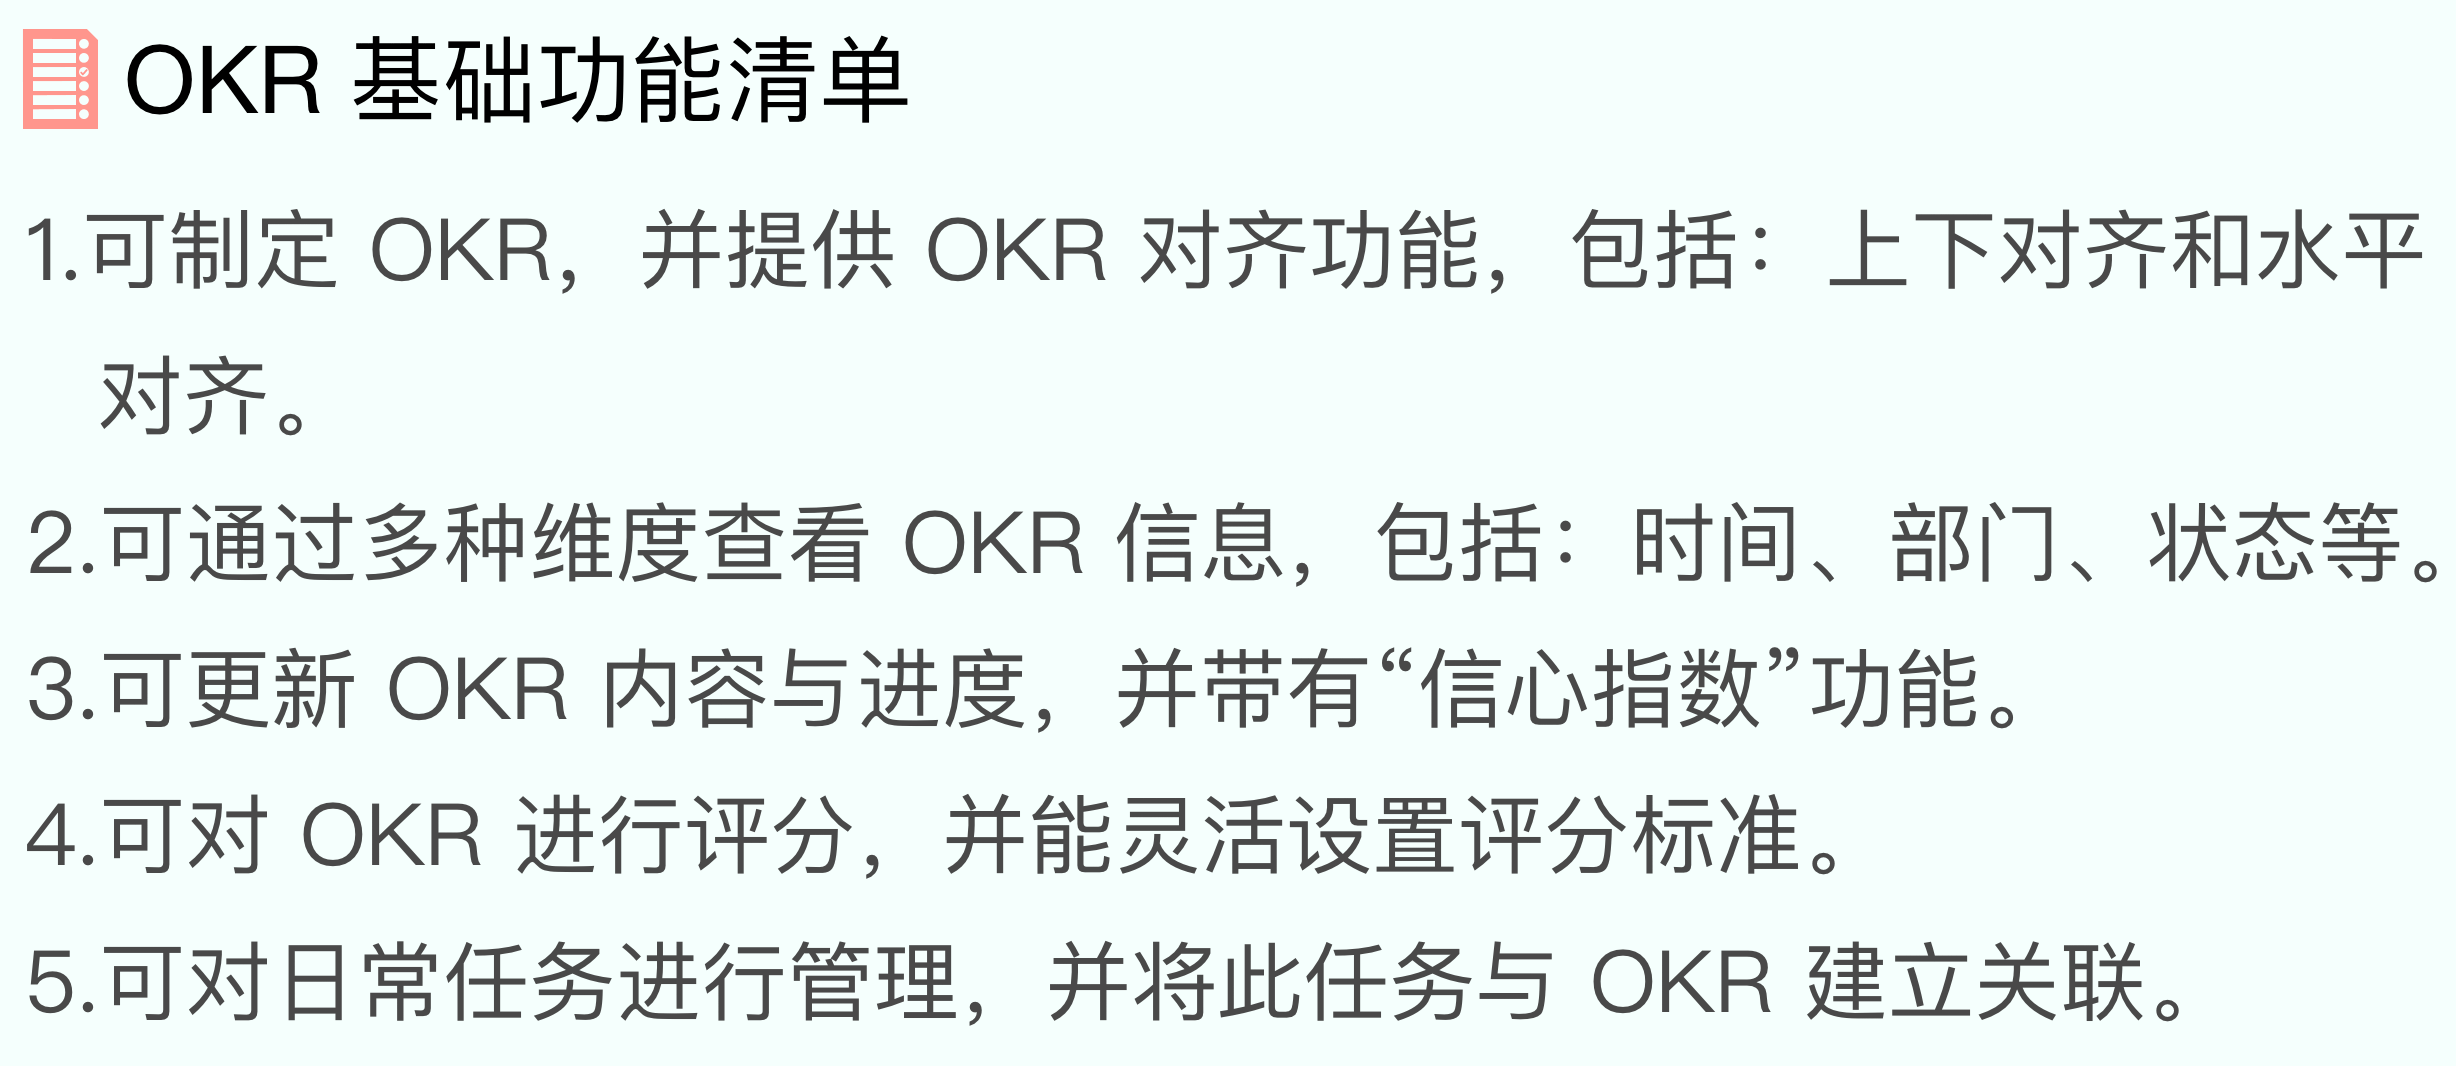 OKR 基础功能清单
1.可制定 OKR，并提供 OKR 对齐功能，包括：上下对齐和水平
对齐。
2.可通过多种维度查看 OKR 信息，包括：时间、部门、状态等。
3.可更新 OKR 内容与进度，并带有“信心指数”功能。
4.可对 OKR 进行评分，并能灵活设置评分标准。
5.可对日常任务进行管理，并将此任务与 OKR 建立关联。